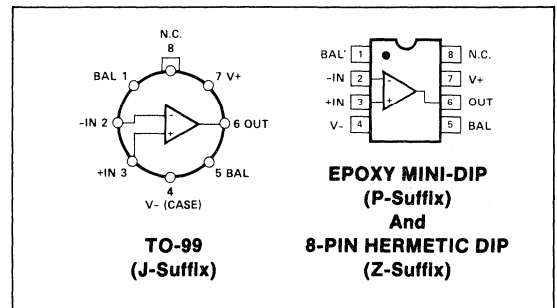 N.C.
8
BAL 1
7 V+
-IN 2
6 OUT
+IN 3
5 BAL
4
V- (CASE)
-
+
TO-99
(J-Suffix)
BAL' 1
8 N.C.
-IN 2
7 V+
+IN 3
6 OUT
V- 4
5 BAL
-
+
EPOXY MINI-DIP
(P-Suffix)
And
8-PIN HERMETIC DIP
(Z-Suffix)